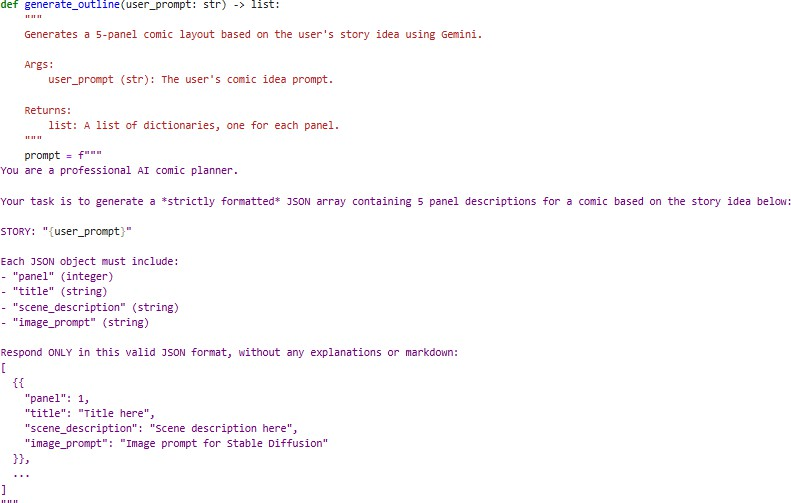 def generate_outline(user_prompt: str) -> list:
    """
    Generates a 5-panel comic layout based on the user's story idea using Gemini.

    Args:
        user_prompt (str): The user's comic idea prompt.

    Returns:
        list: A list of dictionaries, one for each panel.
    """
    prompt = f"""
You are a professional AI comic planner.

Your task is to generate a *strictly formatted* JSON array containing 5 panel descriptions for a comic based on the story idea below:

STORY: "{user_prompt}"

Each JSON object must include:
- "panel" (integer)
- "title" (string)
- "scene_description" (string)
- "image_prompt" (string)

Respond ONLY in this valid JSON format, without any explanations or markdown:
[
  {{
    "panel": 1,
    "title": "Title here",
    "scene_description": "Scene description here",
    "image_prompt": "Image prompt for Stable Diffusion"
  }},
  ...
]
"""